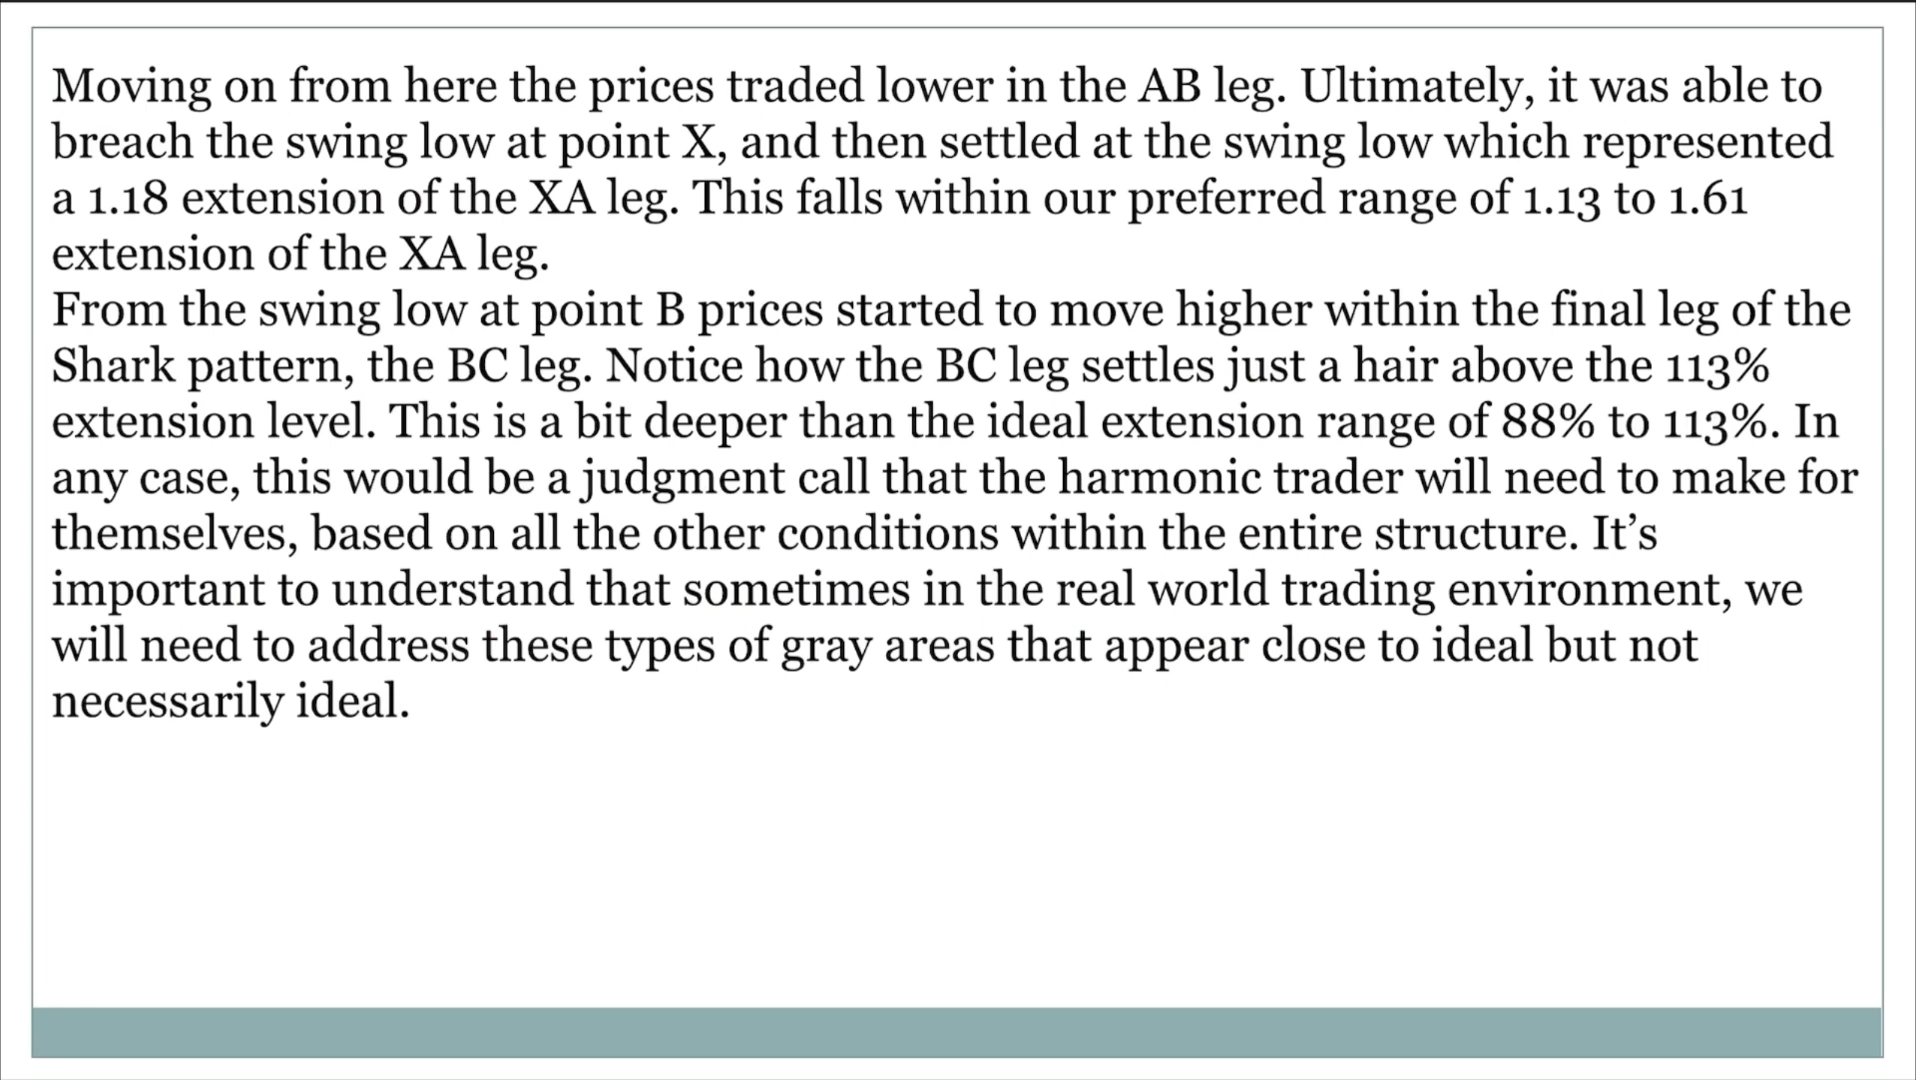 Moving on from here the prices traded lower in the AB leg. Ultimately, it was able to
breach the swing low at point X, and then settled at the swing low which represented
a 1.18 extension of the XA leg. This falls within our preferred range of 1.13 to 1.61
extension of the XA leg.
From the swing low at point B prices started to move higher within the final leg of the
Shark pattern, the BC leg. Notice how the BC leg settles just a hair above the 113%
extension level. This is a bit deeper than the ideal extension range of 88% to 113%. In
any case, this would be a judgment call that the harmonic trader will need to make for
themselves, based on all the other conditions within the entire structure. It’s
important to understand that sometimes in the real world trading environment, we
will need to address these types of gray areas that appear close to ideal but not
necessarily ideal.